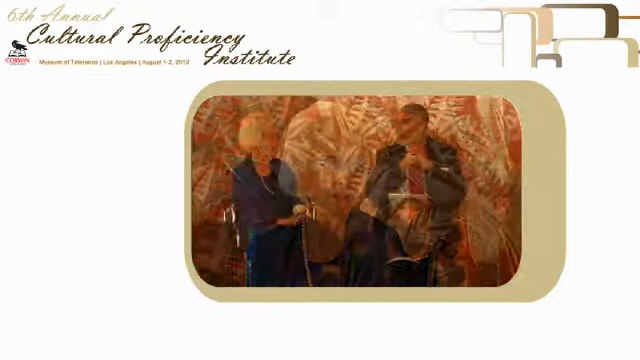 6th Annual
Cultural Proficiency
Institute
CORWIN
Museum of Tolerance | Los Angeles | August 1-2, 2012